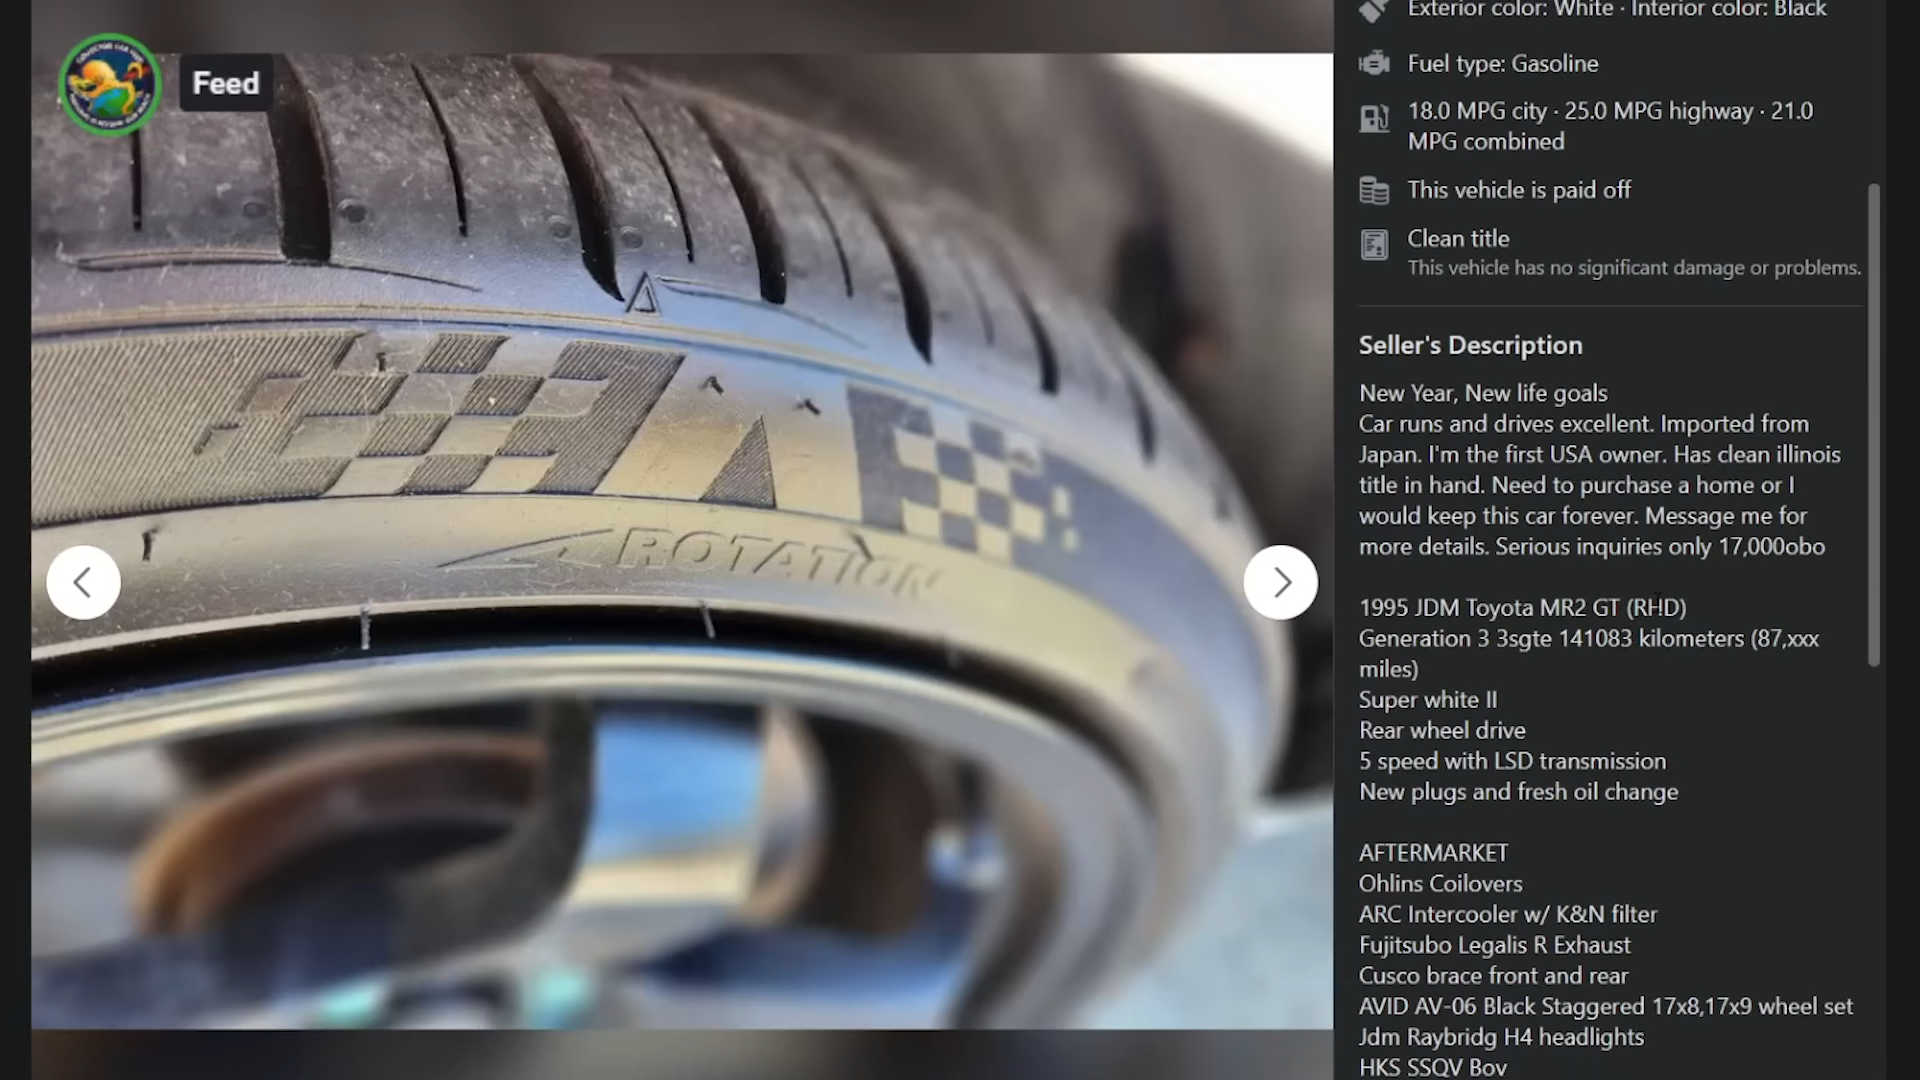 Feed
ROTATION
Exterior color: White · Interior color: Black
Fuel type: Gasoline
18.0 MPG city · 25.0 MPG highway · 21.0
MPG combined
This vehicle is paid off
Clean title
This vehicle has no significant damage or problems.
Seller's Description
New Year, New life goals
Car runs and drives excellent. Imported from
Japan. I'm the first USA owner. Has clean illinois
title in hand. Need to purchase a home or I
would keep this car forever. Message me for
more details. Serious inquiries only 17,000obo
1995 JDM Toyota MR2 GT (RHD)
Generation 3 3sgte 141083 kilometers (87,xxx
miles)
Super white II
Rear wheel drive
5 speed with LSD transmission
New plugs and fresh oil change
AFTERMARKET
Ohlins Coilovers
ARC Intercooler w/ K&N filter
Fujitsubo Legalis R Exhaust
Cusco brace front and rear
AVID AV-06 Black Staggered 17x8,17x9 wheel set
Jdm Raybridg H4 headlights
HKS SSQV Bov